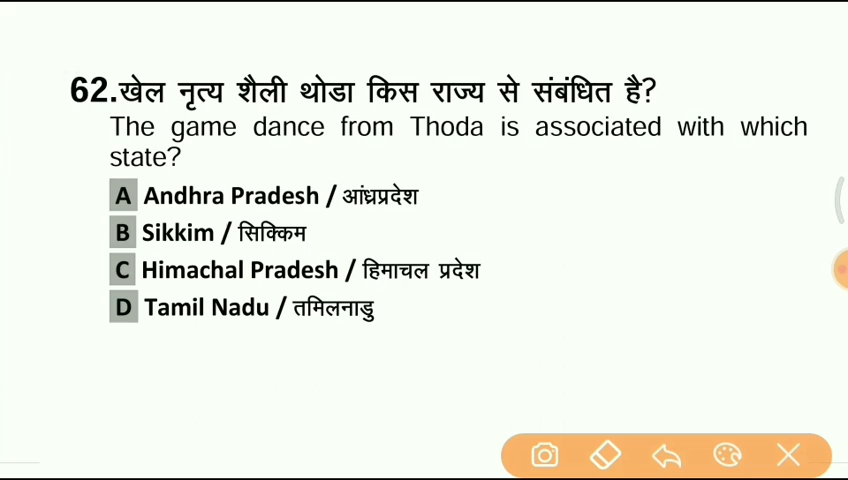 62.खेल नृत्य शैली थोडा किस राज्य से संबंधित है?
The game dance from Thoda is associated with which
state?
A Andhra Pradesh / आंध्रप्रदेश
B Sikkim / सिक्किम
C Himachal Pradesh / हिमाचल प्रदेश
D Tamil Nadu / तमिलनाडु